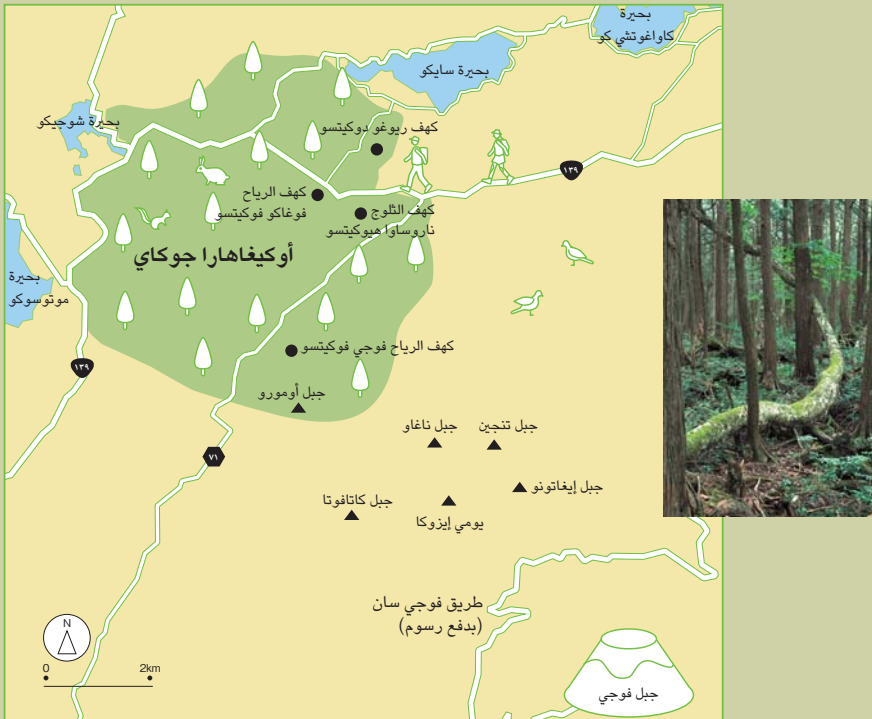 بحيرة
كاواغوتشي كو
بحيرة سايكو
بحيرة شوجيكو
كهف ريوغو دوكيتسو
١٣٩
كهف الرياح
فوغاكو فوكيتسو
كهف الثلوج
ناروساوا هيوكيتسو
أوكيغاهارا جوكاي
بحيرة
موتوسوكو
كهف الرياح فوجي فوكيتسو
١٣٩
جبل أومورو
جبل ناغاو
جبل تنجين
٧١
جبل إيغاتونو
جبل كاتافوتا
يومي إيزوكا
طريق فوجي سان
(بدفع رسوم)
N
0 2km
جبل فوجي